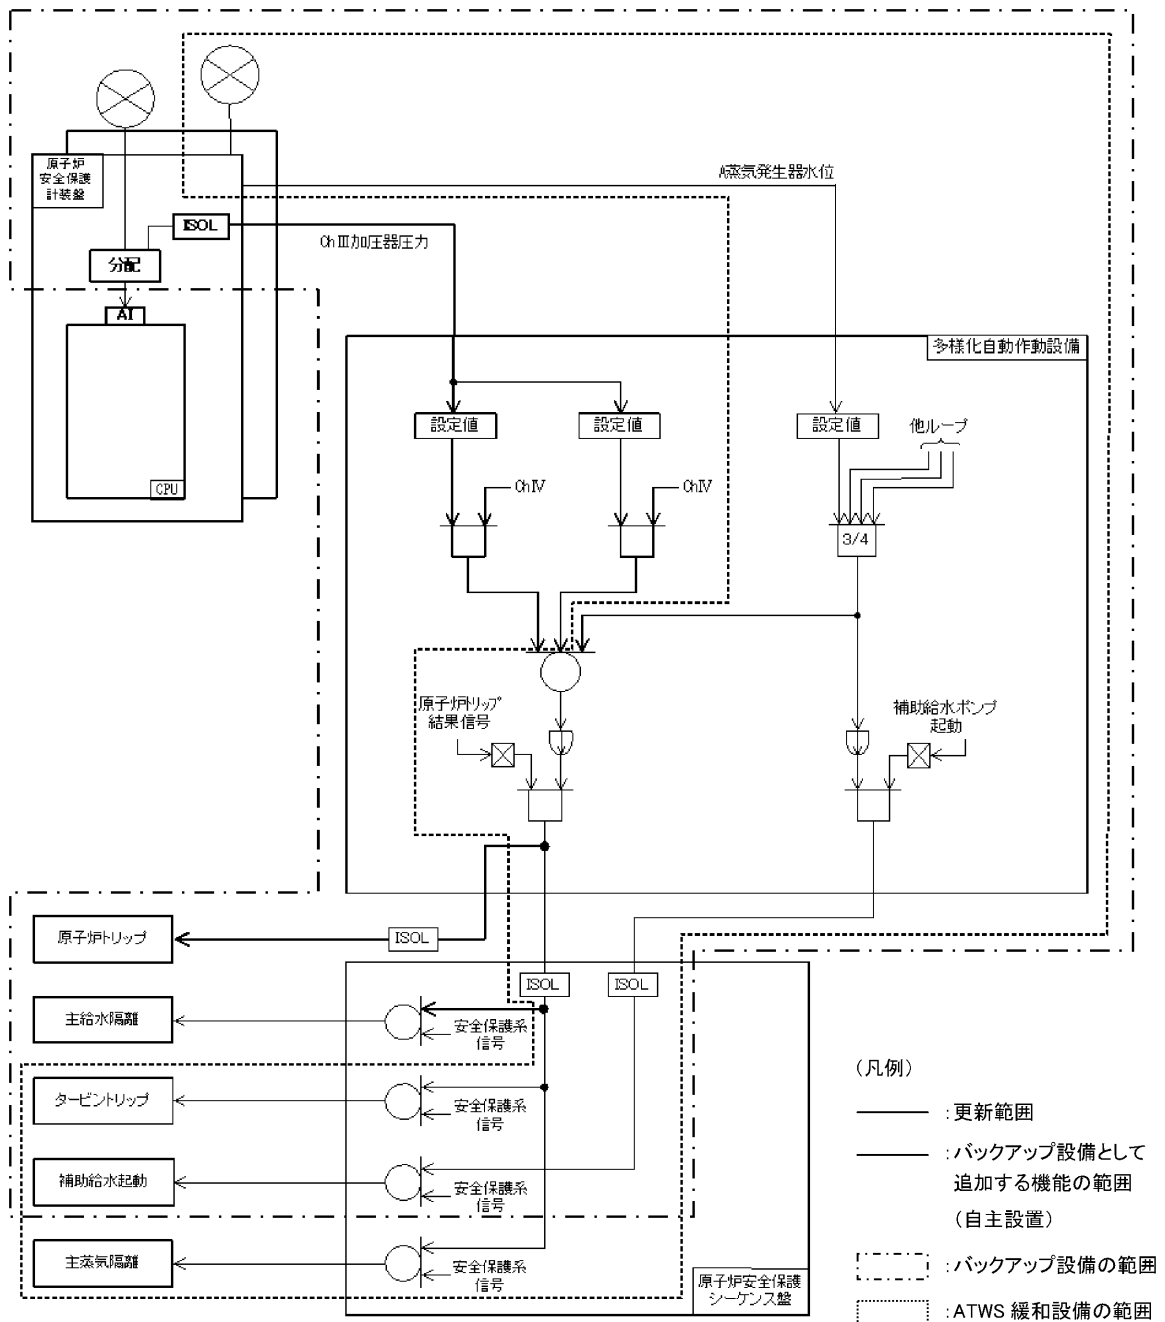 原子炉
安全保護
計装盤
ISOL
分配
AI
CPU
A蒸気発生器水位
ChⅢ加圧器圧力
多様化自動作動設備
設定値
設定値
設定値
他ループ
ChⅣ
ChⅣ
3/4
原子炉トリップ
結果信号
補助給水ポンプ
起動
原子炉トリップ
ISOL
ISOL
ISOL
主給水隔離
安全保護系
信号
タービントリップ
安全保護系
信号
補助給水起動
安全保護系
信号
主蒸気隔離
安全保護系
信号
原子炉安全保護
シーケンス盤
(凡例)
:更新範囲
:バックアップ設備として
追加する機能の範囲
(自主設置)
:バックアップ設備の範囲
:ATWS 緩和設備の範囲